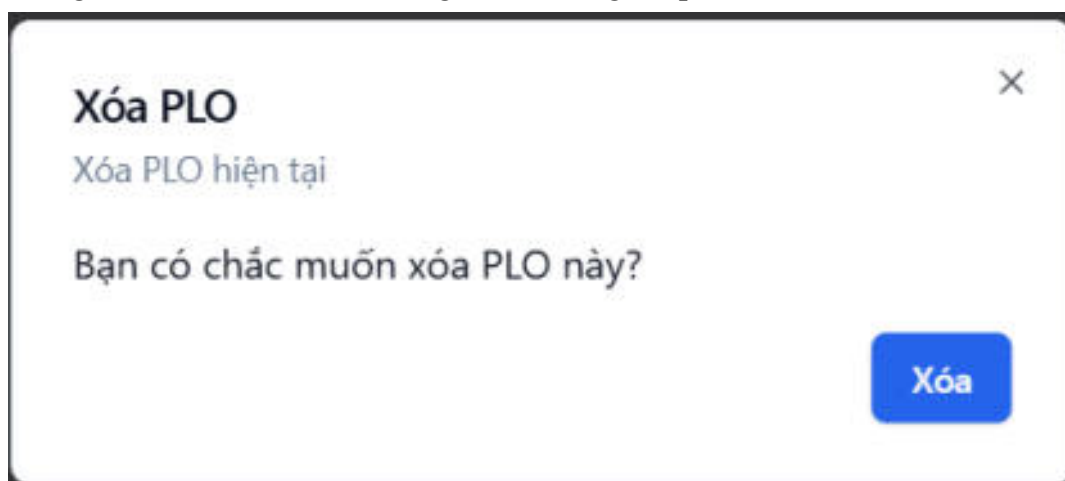 Xóa PLO
Xóa PLO hiện tại
Bạn có chắc muốn xóa PLO này?
Xóa